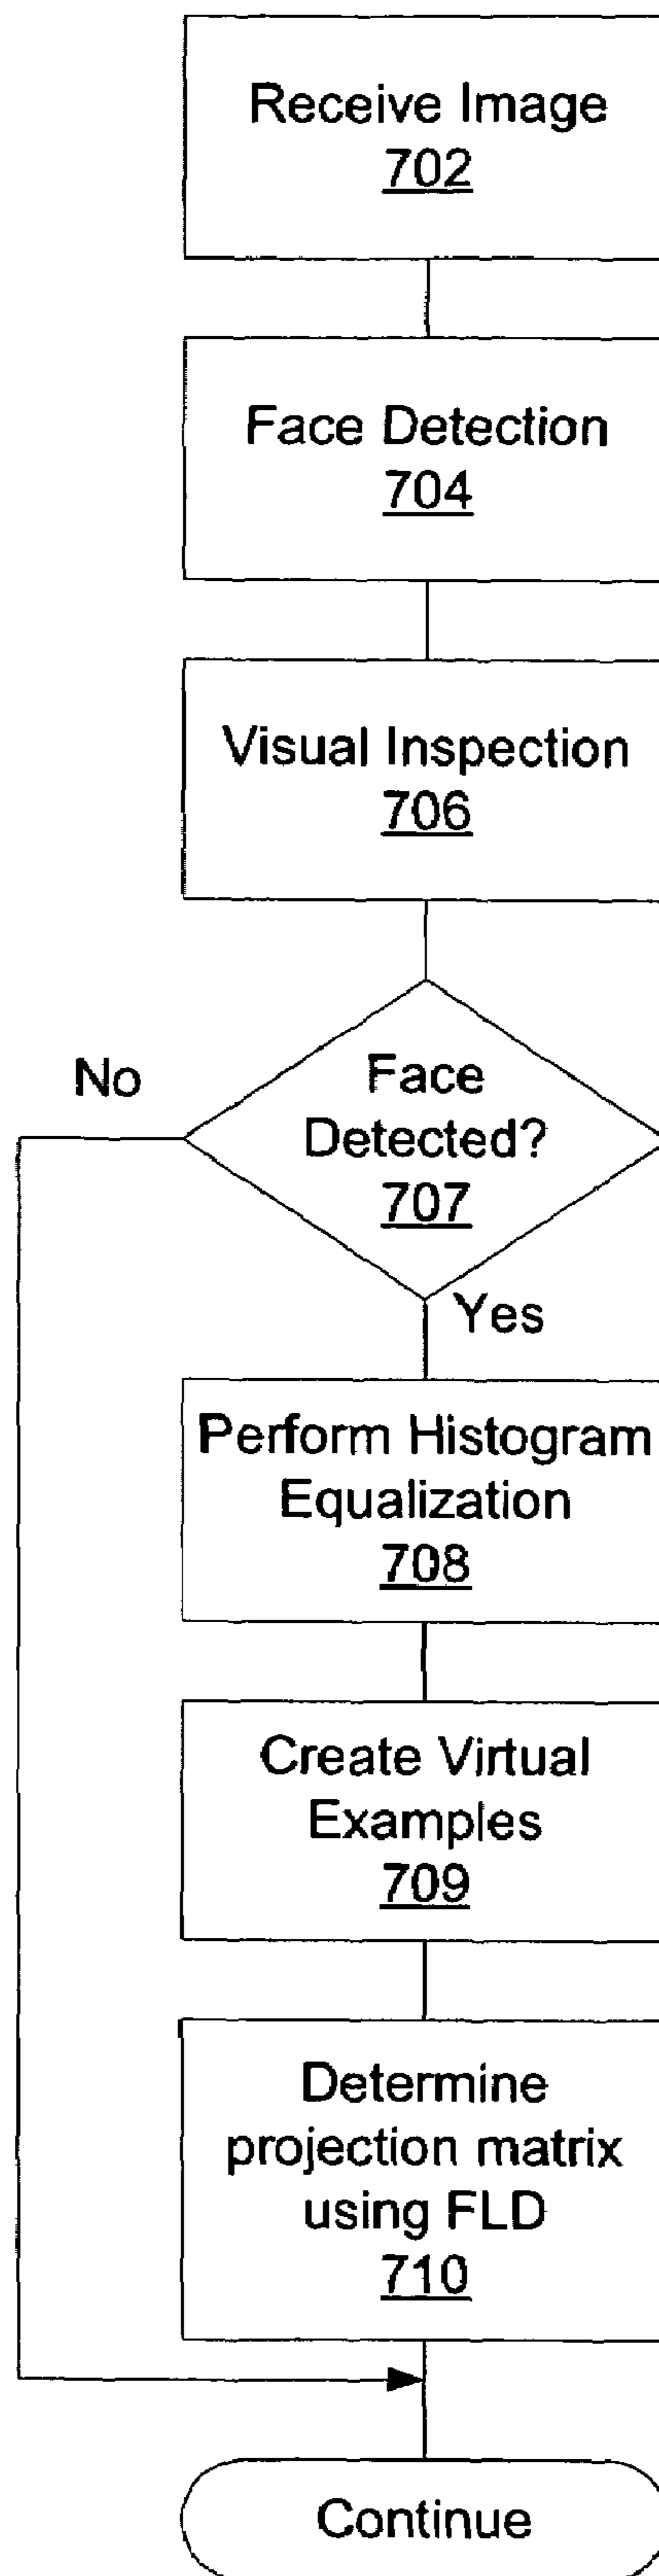 Receive Image
702
Face Detection
704
Visual Inspection
706
No
Face
Detected?
707
Yes
Perform Histogram
Equalization
708
Create Virtual
Examples
709
Determine
projection matrix
using FLD
710
Continue